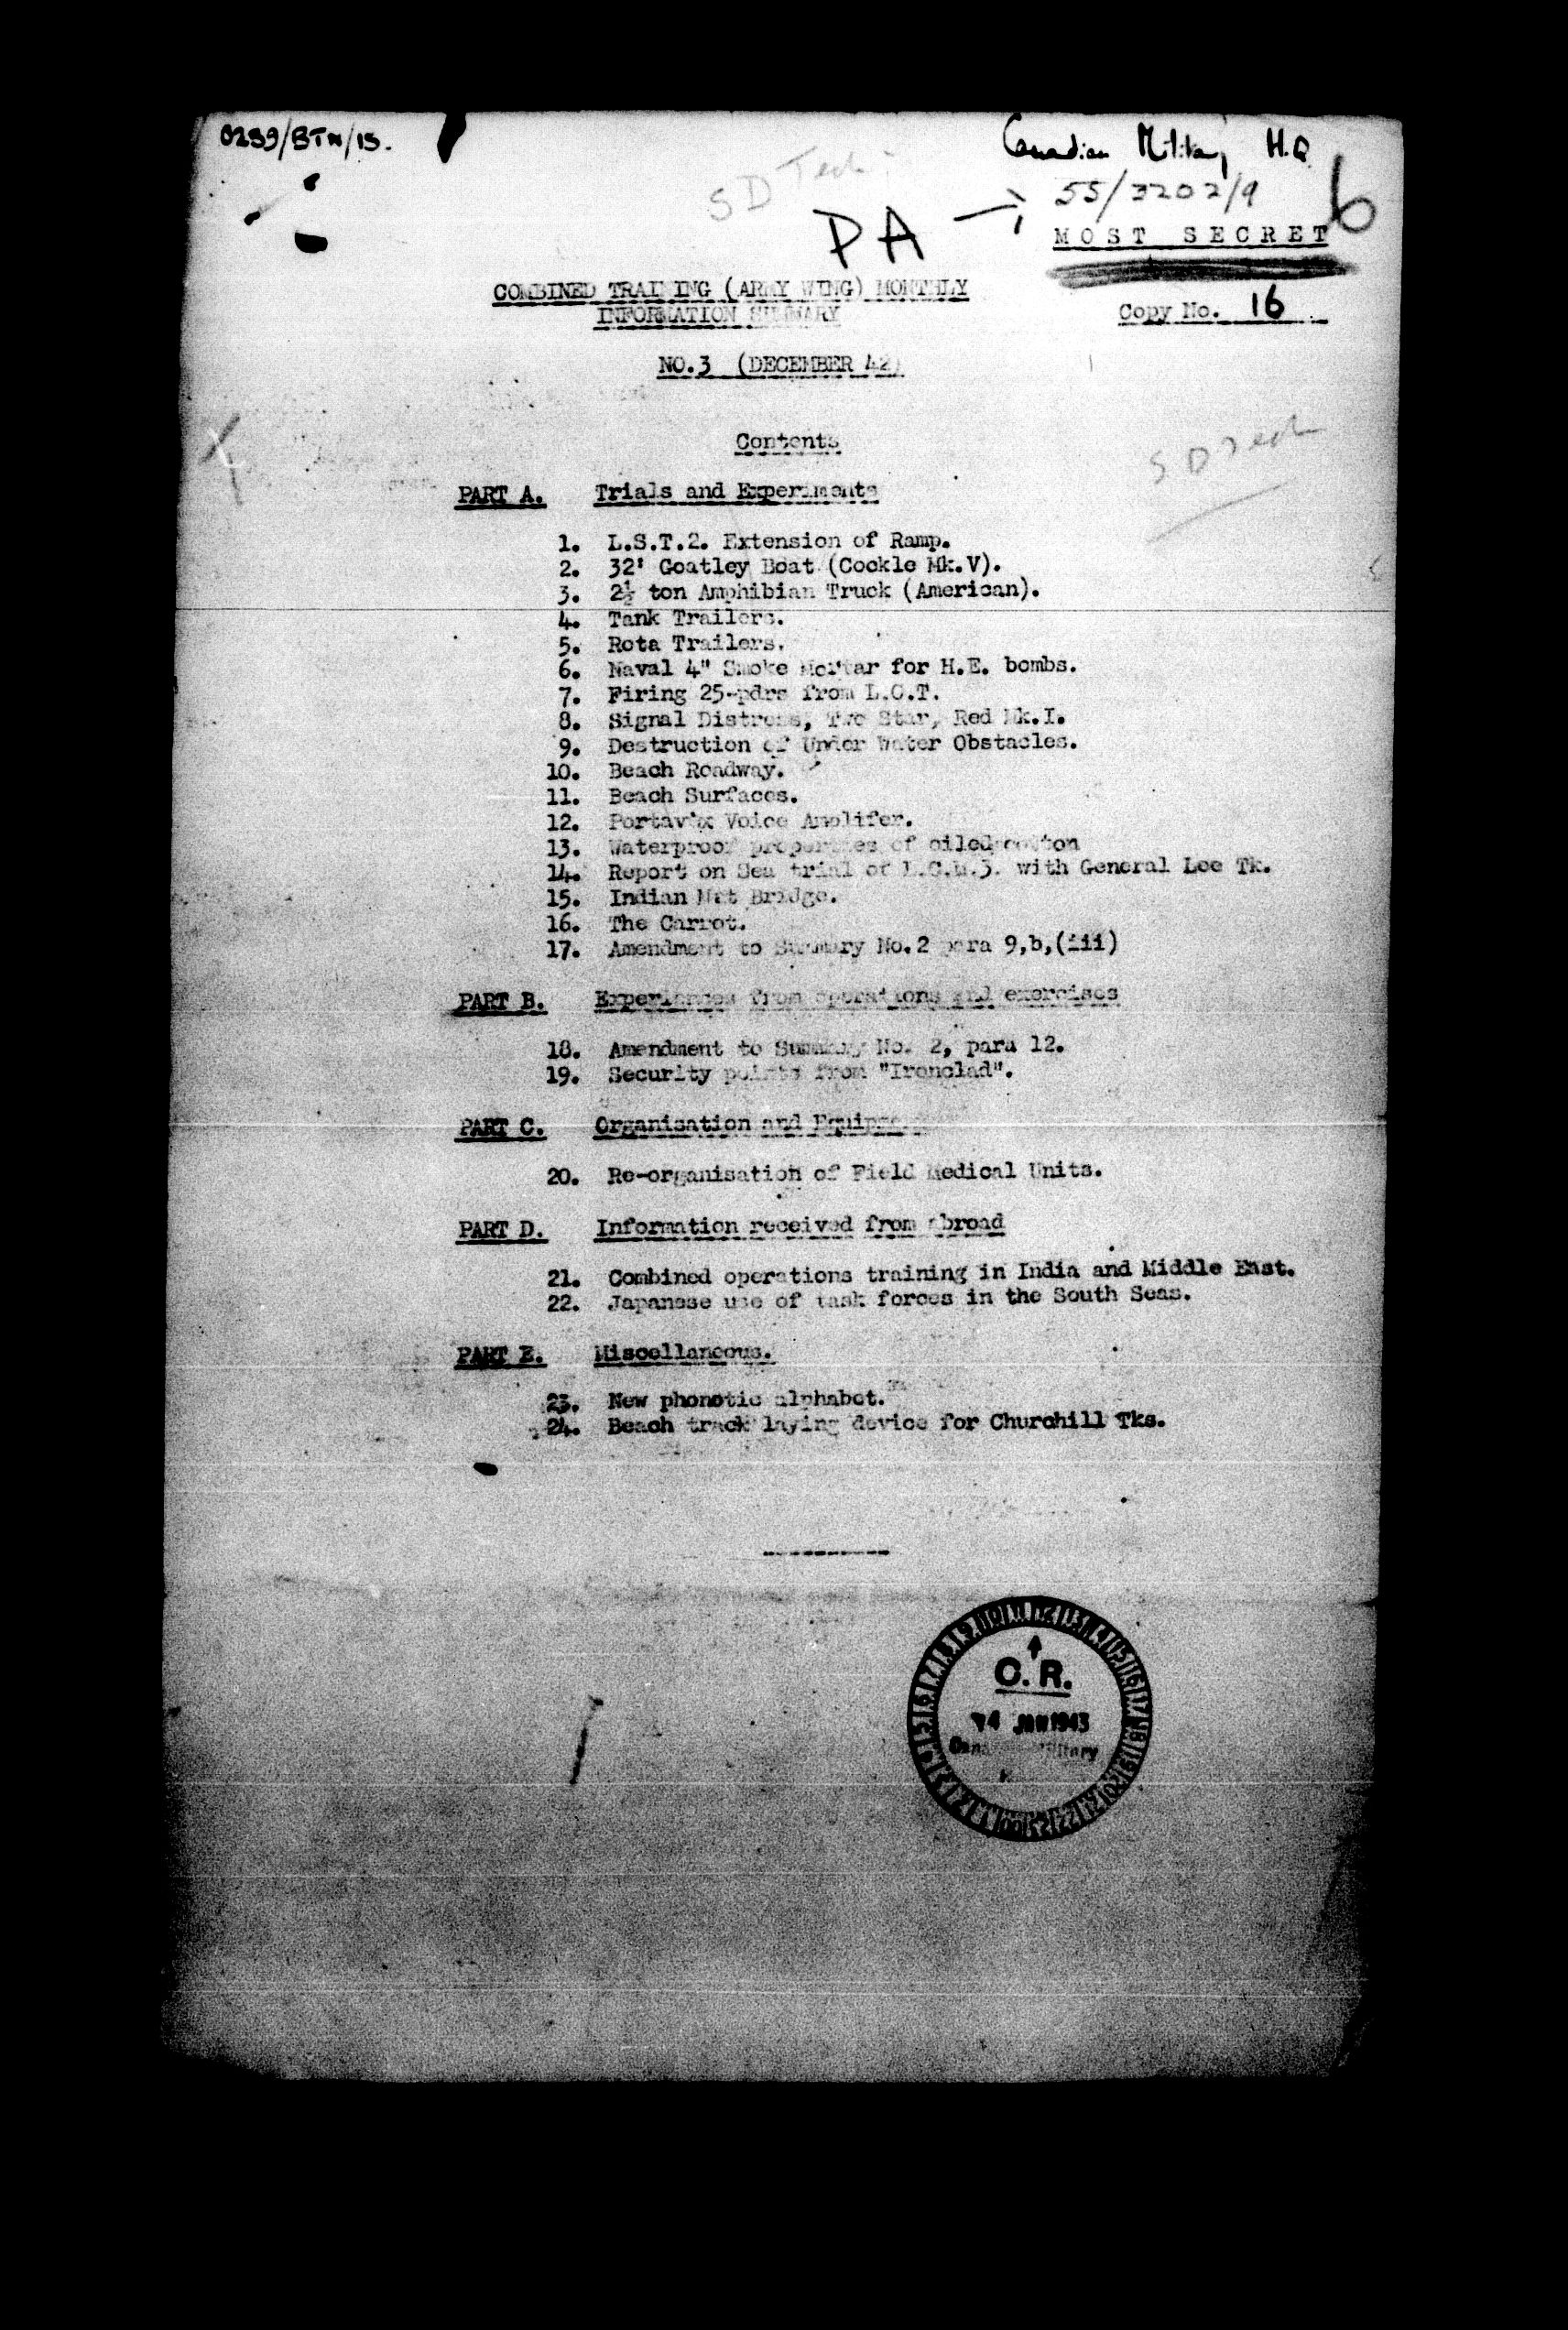 0239/BTN/15.
Canadian Military H.Q.
SD Tech
55/3202/9
6
PA
MOST SECRET
COMBINED TRAINING (ARMY WING) MONTHLY
INFORMATION SUMMARY
Copy No. 16
NO.3 (DECEMBER 42)
Contents
S D Tech
PART A. Trials and Experiments
1. L.S.T.2. Extension of Ramp.
2. 32' Goatley Boat (Cockle Mk.V).
3. 2½ ton Amphibian Truck (American).
4. Tank Trailers.
5. Rota Trailers.
6. Naval 4" Smoke Mortar for H.E. bombs.
7. Firing 25-pdrs from L.C.T.
8. Signal Distress, Two Star, Red Mk.I.
9. Destruction of Under Water Obstacles.
10. Beach Roadway.
11. Beach Surfaces.
12. Portavox Voice Amplifer.
13. Waterproof properties of oiled cotton
14. Report on Sea trial of L.C.M.3. with General Lee Tk.
15. Indian Mat Bridge.
16. The Carrot.
17. Amendment to Summary No.2 para 9,b,(iii)
PART B. Experiences from operations and exercises
18. Amendment to Summary No. 2, para 12.
19. Security points from "Ironclad".
PART C. Organisation and
20. Re-organisation of Field Medical Units.
PART D. Information received from abroad
21. Combined operations training in India and Middle East.
22. Japanese use of task forces in the South Seas.
PART E. Miscellaneous.
23. New phonetic alphabet.
24. Beach track laying device for Churchill Tks.
C.R.
JAN 1943
Military